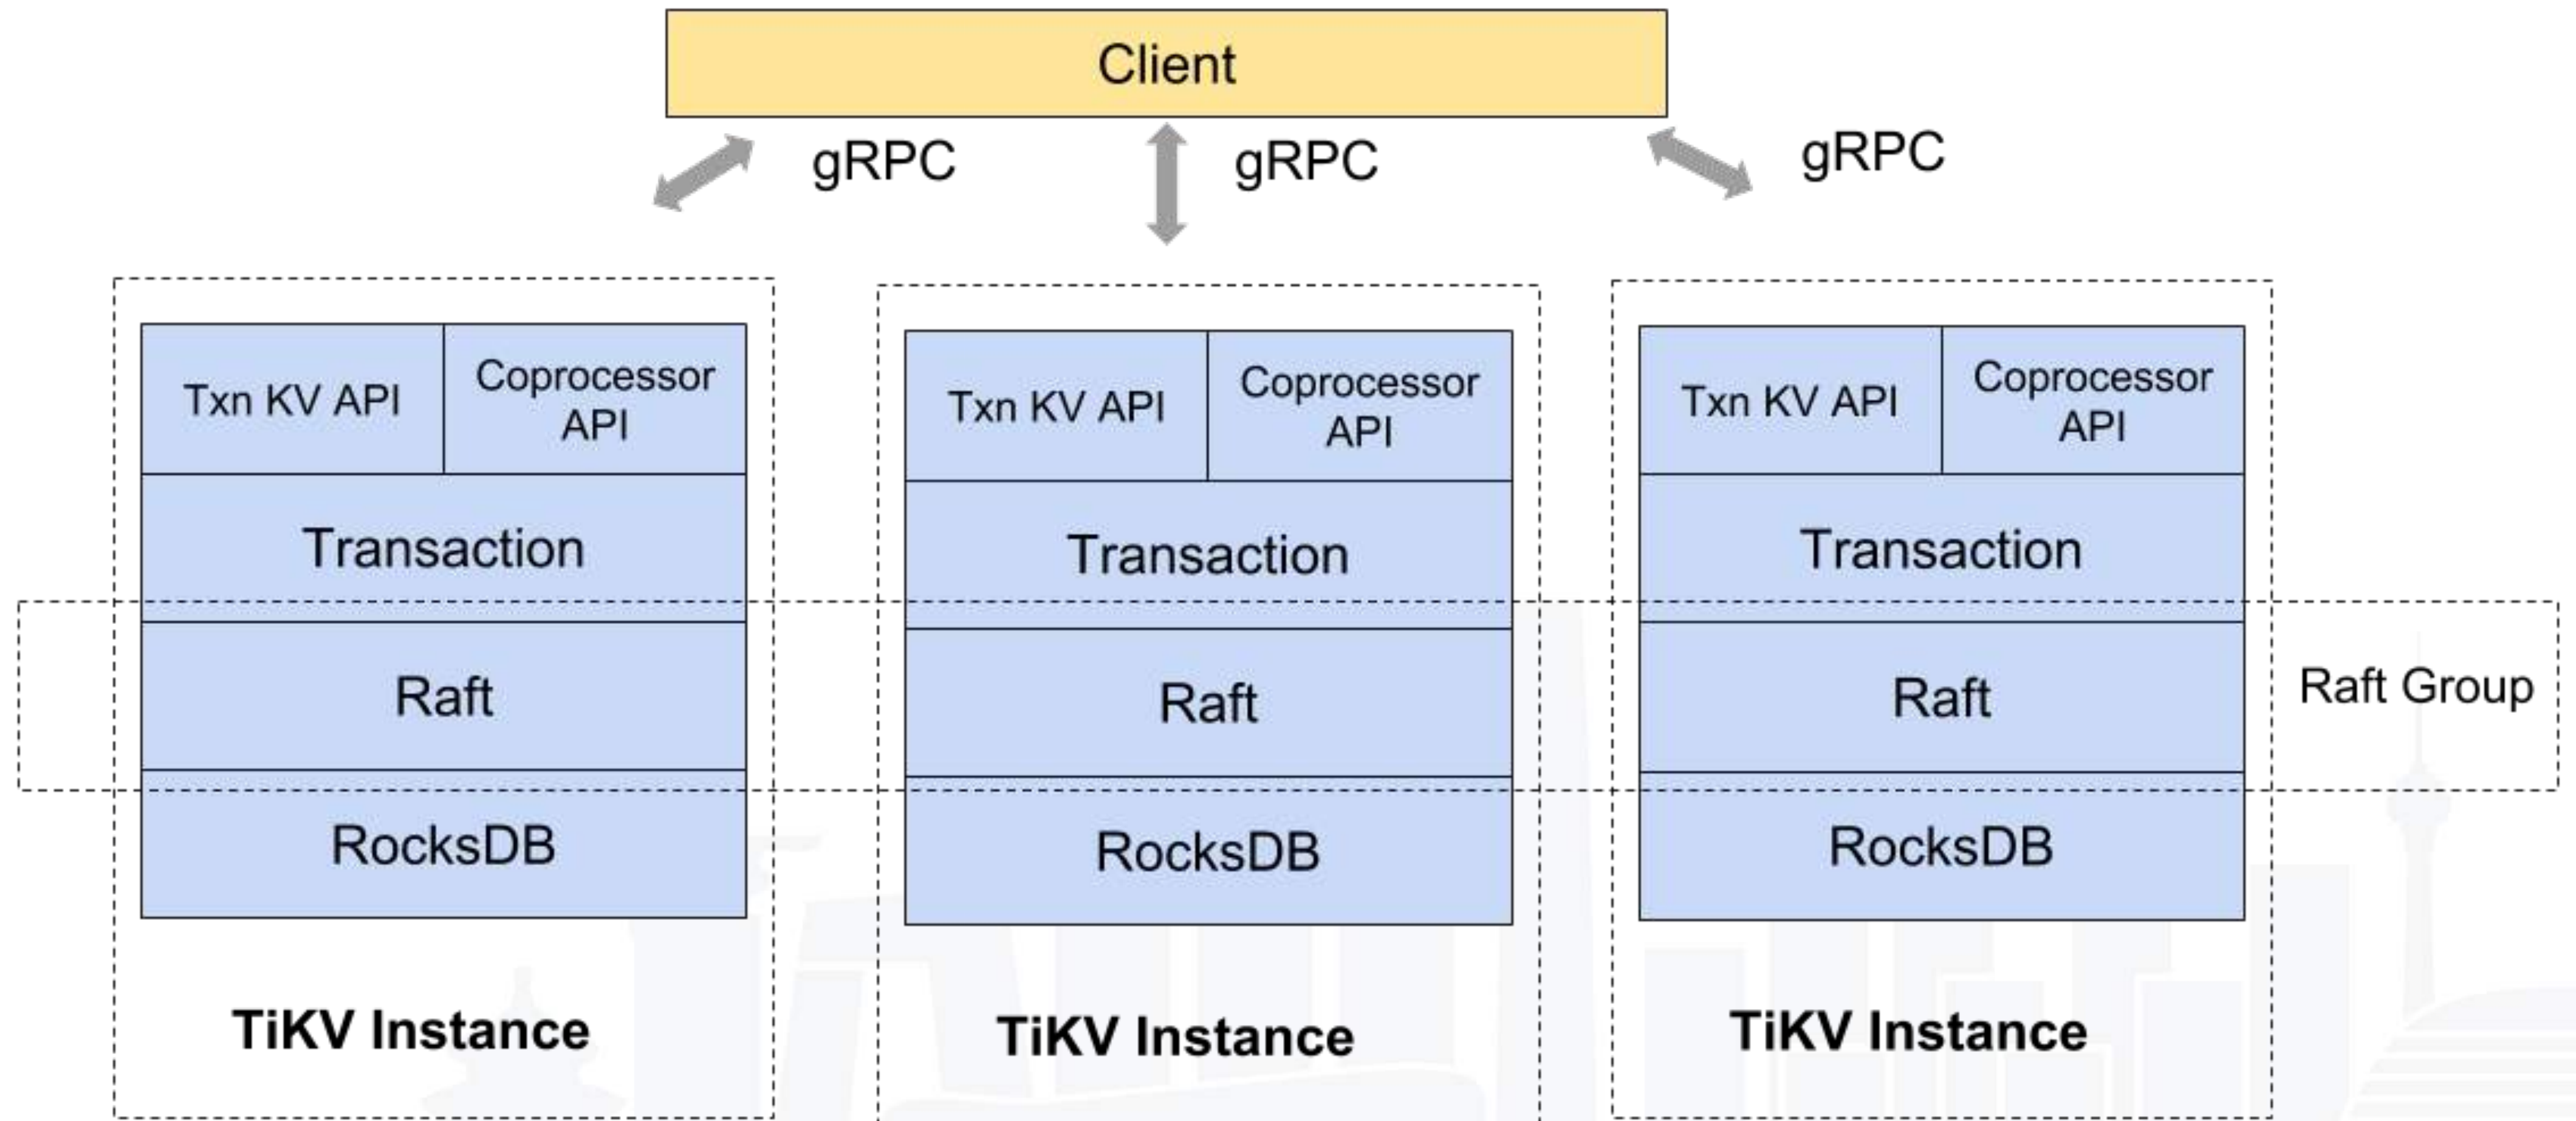 Client
gRPC
gRPC
gRPC
Txn KV API
Coprocessor
API
Transaction
Raft
RocksDB
TiKV Instance
Txn KV API
Coprocessor
API
Transaction
Raft
RocksDB
TiKV Instance
Txn KV API
Coprocessor
API
Transaction
Raft
RocksDB
TiKV Instance
Raft Group